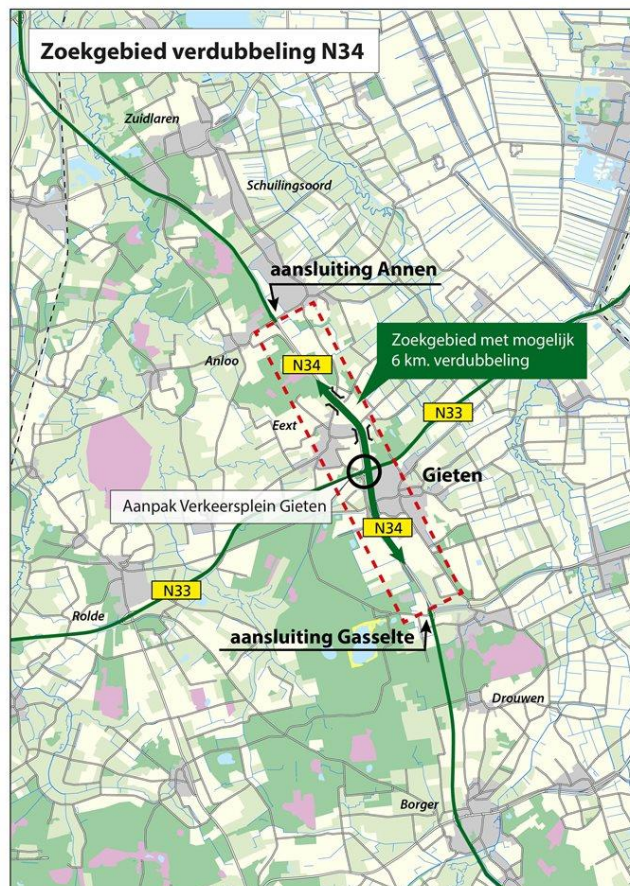 Zoekgebied verdubbeling N34
Zuidlaren
Schuilingsoord
aansluiting Annen
Zoekgebied met mogelijk
6 km. verdubbeling
Anloo
N34
N33
Eext
Gieten
Aanpak Verkeersplein Gieten
N34
N33
Rolde
aansluiting Gasselte
Drouwen
Borger